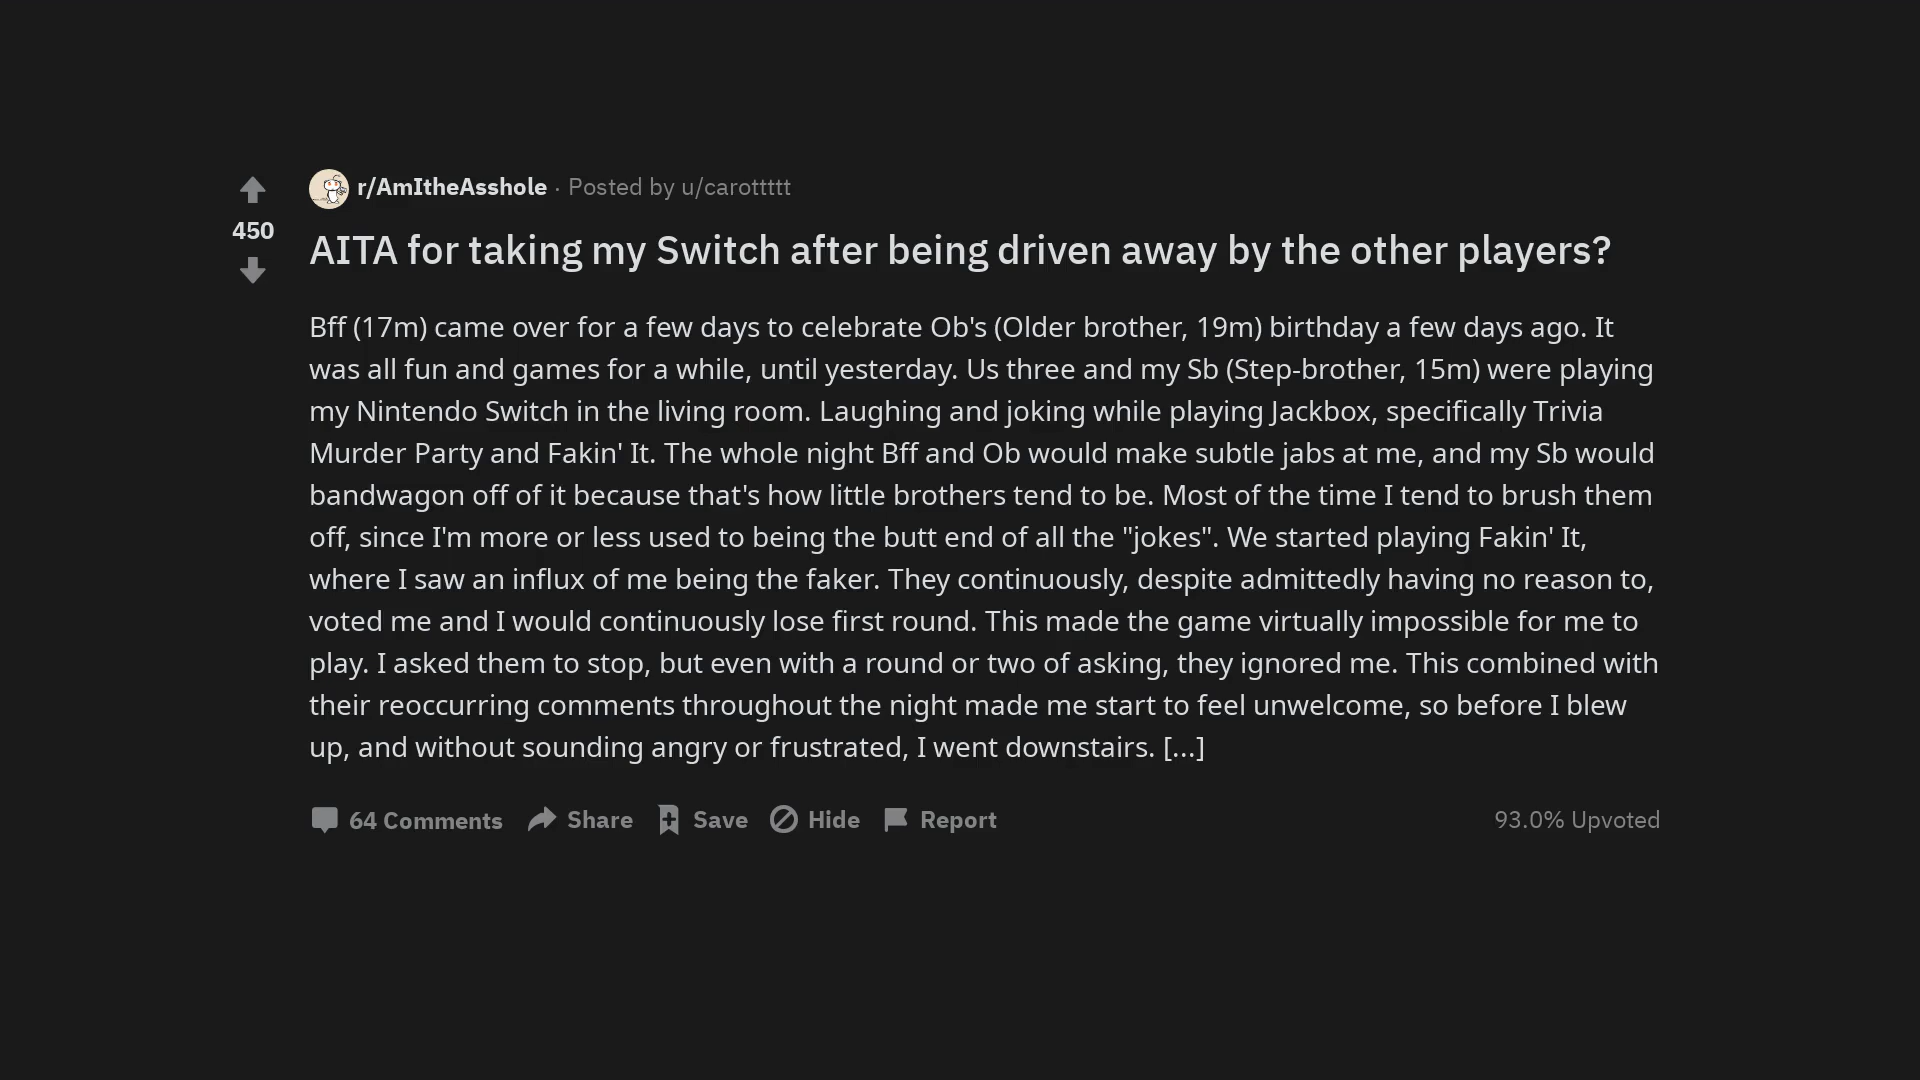 r/AmItheAsshole · Posted by u/carottttt
450
AITA for taking my Switch after being driven away by the other players?
Bff (17m) came over for a few days to celebrate Ob's (Older brother, 19m) birthday a few days ago. It
was all fun and games for a while, until yesterday. Us three and my Sb (Step-brother, 15m) were playing
my Nintendo Switch in the living room. Laughing and joking while playing Jackbox, specifically Trivia
Murder Party and Fakin' It. The whole night Bff and Ob would make subtle jabs at me, and my Sb would
bandwagon off of it because that's how little brothers tend to be. Most of the time I tend to brush them
off, since I'm more or less used to being the butt end of all the "jokes". We started playing Fakin' It,
where I saw an influx of me being the faker. They continuously, despite admittedly having no reason to,
voted me and I would continuously lose first round. This made the game virtually impossible for me to
play. I asked them to stop, but even with a round or two of asking, they ignored me. This combined with
their reoccurring comments throughout the night made me start to feel unwelcome, so before I blew
up, and without sounding angry or frustrated, I went downstairs. [...]
64 Comments Share Save Hide Report 93.0% Upvoted